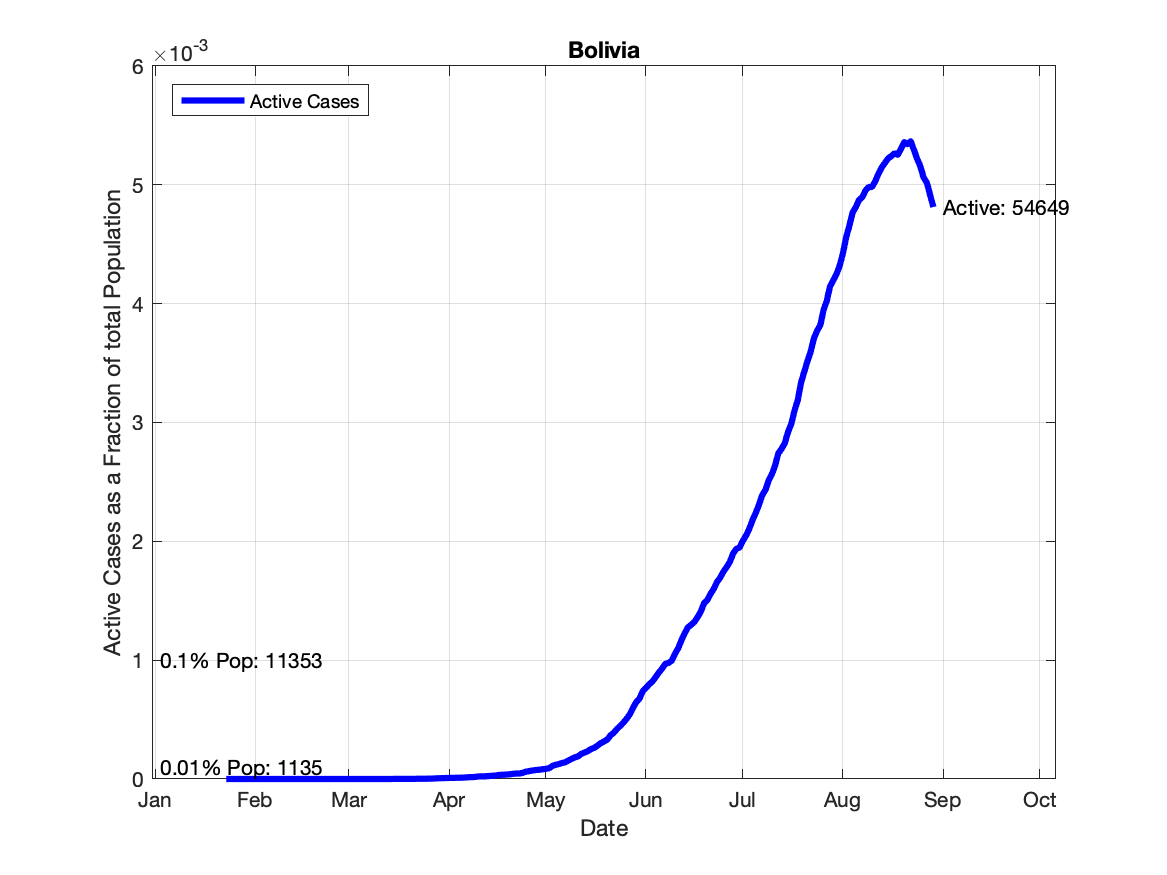 Bolivia
×10-3
Active Cases
6
5
4
3
2
1
0
Active Cases as a Fraction of total Population
Active: 54649
0.1% Pop: 11353
0.01% Pop: 1135
Jan Feb Mar Apr May Jun Jul Aug Sep Oct
Date